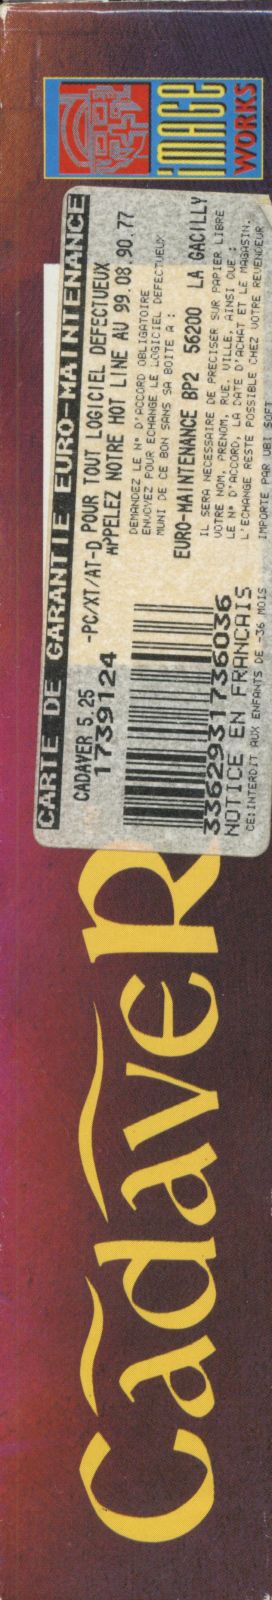 IMAGE
WORKS
CARTE DE GARANTIE EURO-MAINTENANCE
CADAVER 5.25 -PC/XT/AT-D POUR TOUT LOGICIEL DEFECTUEUX
1739124 APPELEZ NOTRE HOT LINE AU 99.08.90.77
DEMANDEZ LE N° D'ACCORD OBLIGATOIRE
ENVOYEZ POUR ECHANGE LE LOGICIEL DEFECTUEUX
MUNI DE CE BON SANS SA BOITE A :
EURO-MAINTENANCE BP2 56200 LA GACILLY
IL SERA NECESSAIRE DE PRECISER SUR PAPIER LIBRE
VOTRE NOM, PRENOM, RUE, VILLE, AINSI QUE :
LE N° D'ACCORD, LA DATE D'ACHAT ET LE MAGASIN.
L'ECHANGE RESTE POSSIBLE CHEZ VOTRE REVENDEUR
3362931736036
NOTICE EN FRANCAIS
CE:INTERDIT AUX ENFANTS DE -36 MOIS IMPORTE PAR UBI SOFT
CadaveR